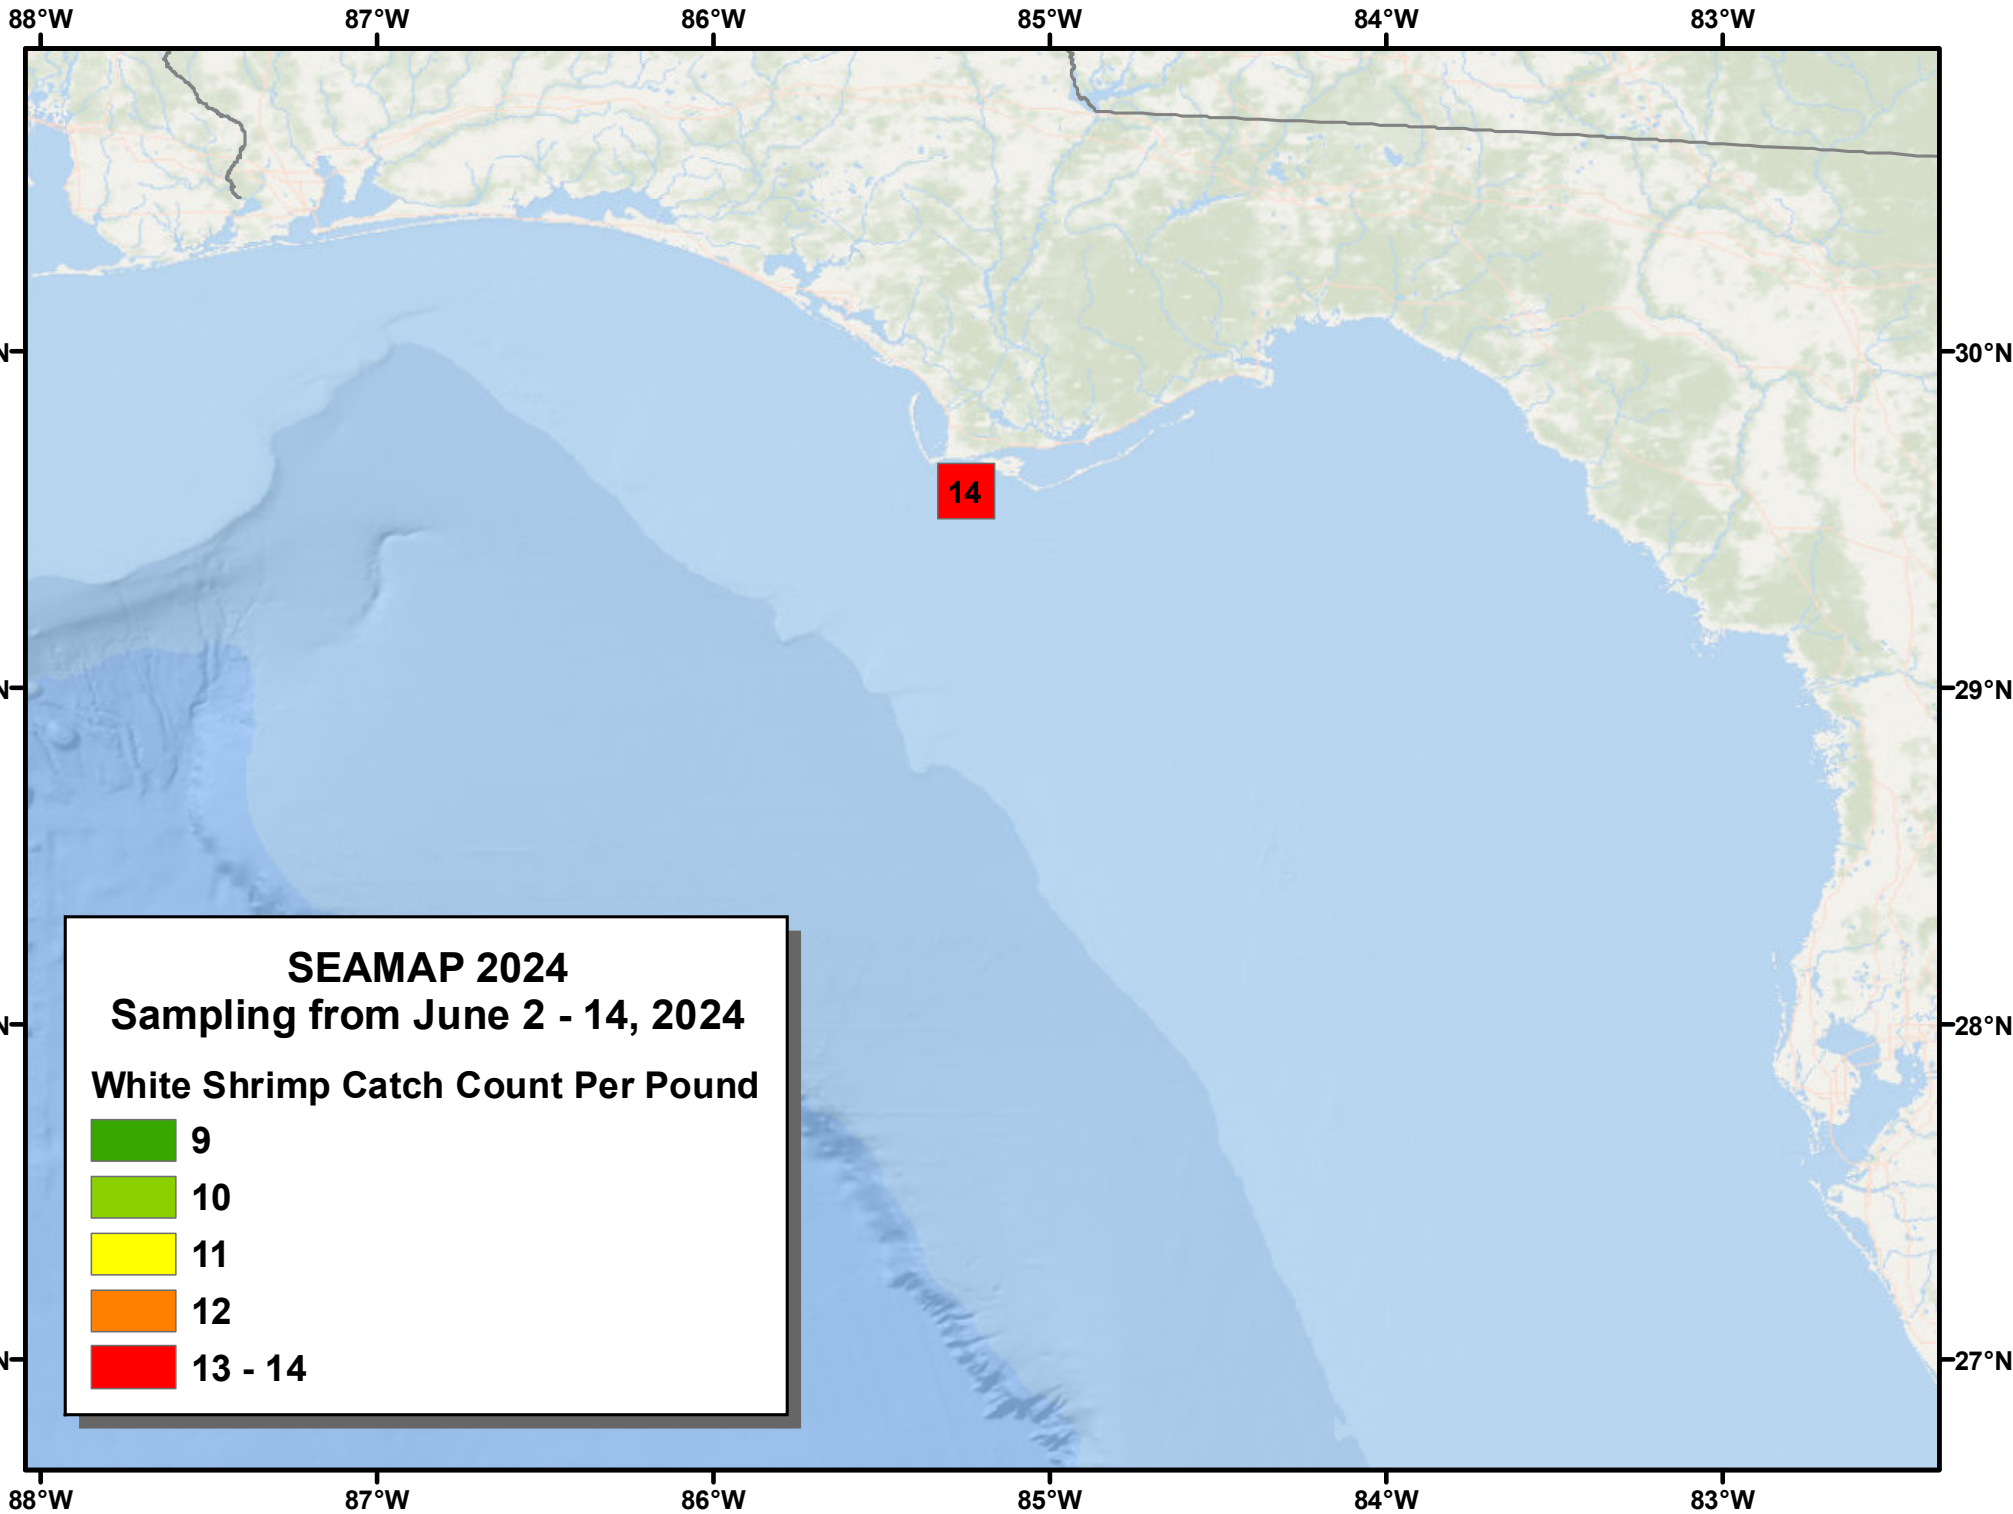 88°W 87°W 86°W 85°W 84°W 83°W
N 30°N
14
N 29°N
SEAMAP 2024
Sampling from June 2 - 14, 2024
N 28°N
White Shrimp Catch Count Per Pound
9
10
11
12
N 27°N
13 - 14
88°W 87°W 86°W 85°W 84°W 83°W